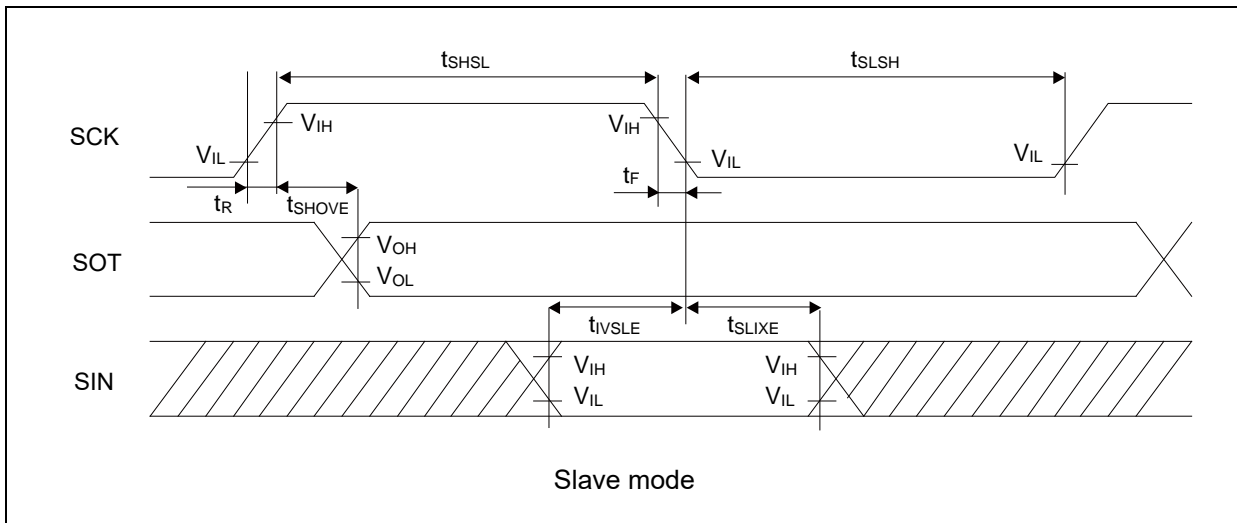 tSHSL tSLSH
SCK VIH VIH
VIL VIL VIL
tR tSHOVE tF
SOT VOH
VOL
tIVSLE tSLIXE
SIN VIH VIH
VIL VIL
Slave mode